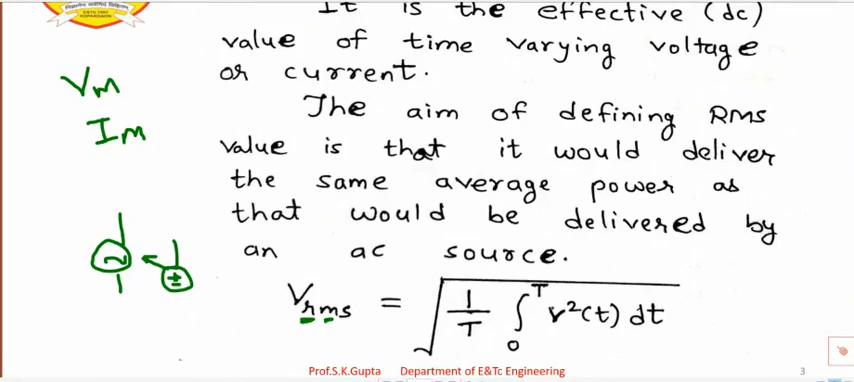 It is the effective (dc)
value of time varying voltage
or current.
Vm
Im
The aim of defining RMS
value is that it would deliver
the same average power as
that would be delivered by
an ac source.
Vrms = √(1/T ∫₀ᵀ v²(t) dt)
Prof.S.K.Gupta Department of E&Tc Engineering 3